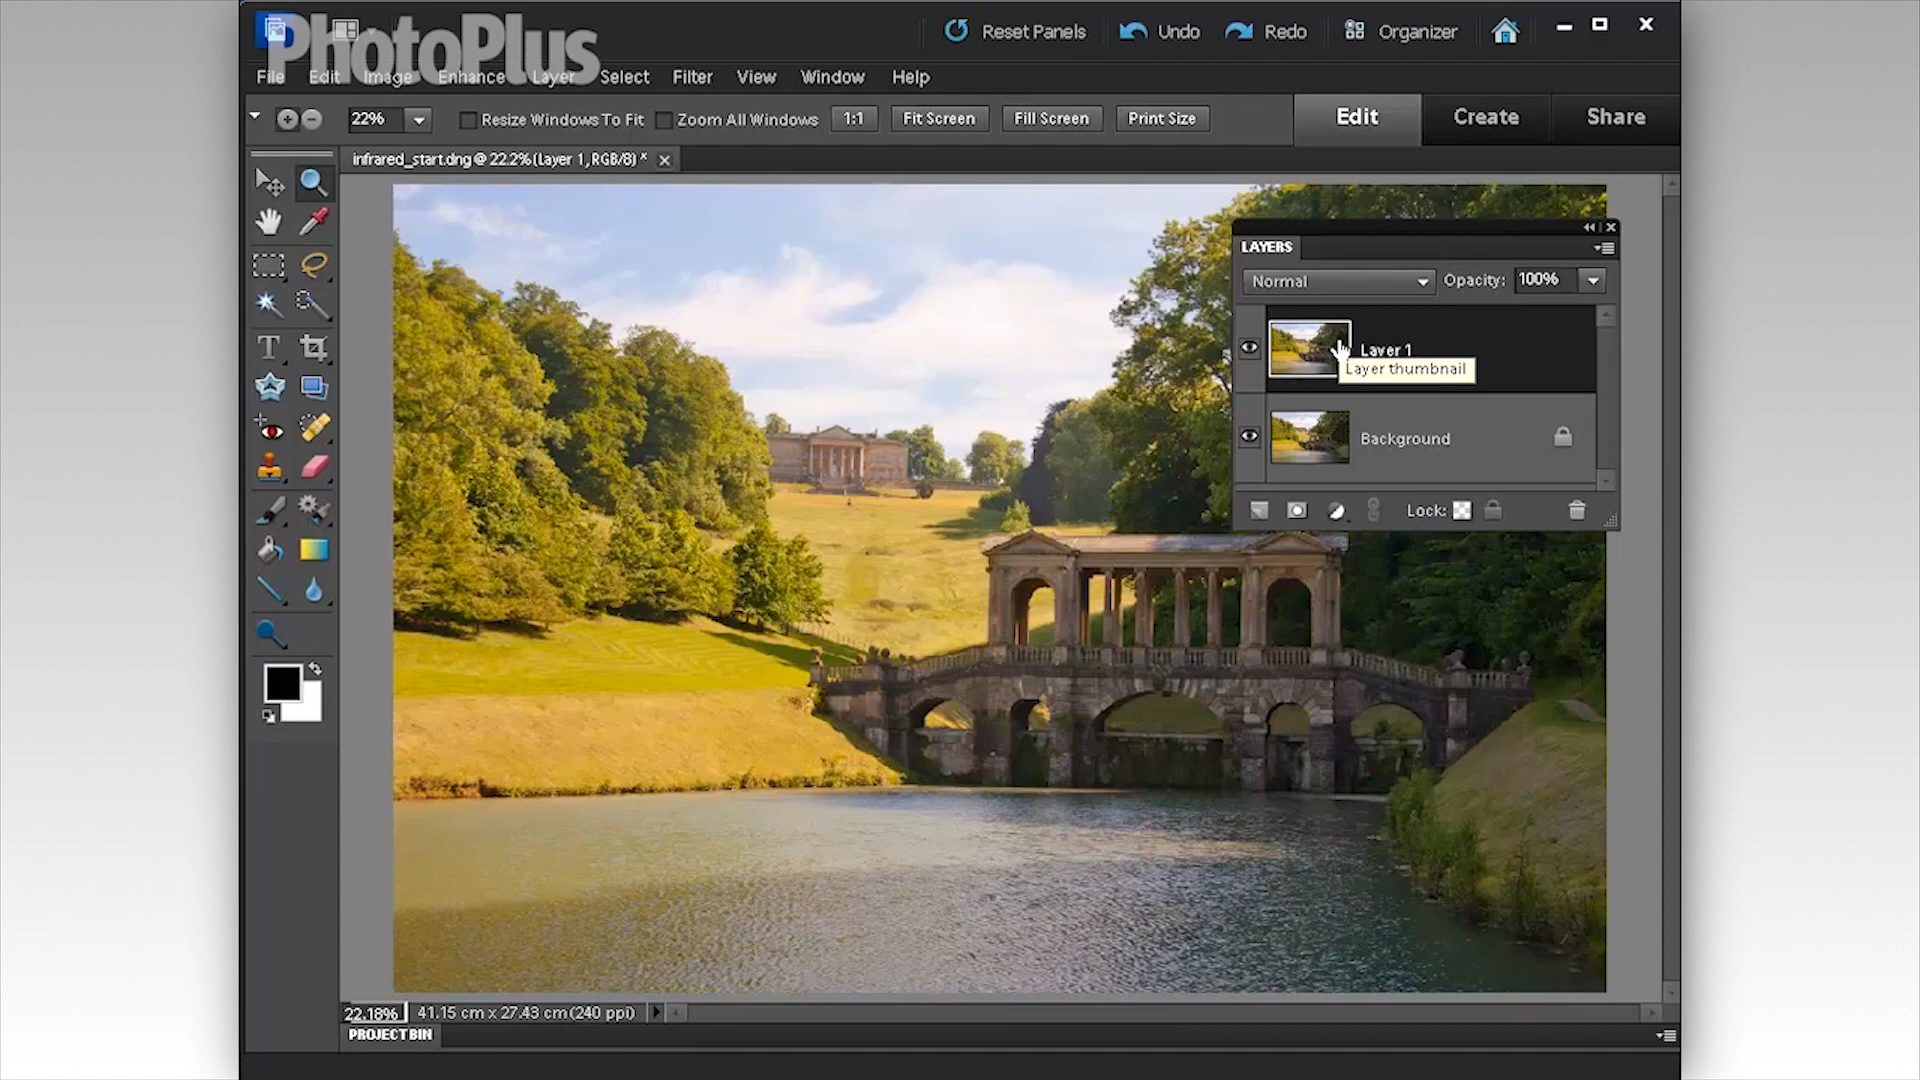 PhotoPlus
Reset Panels Undo Redo Organizer
File Edit Image Enhance Layer Select Filter View Window Help
22% Resize Windows To Fit Zoom All Windows 1:1 Fit Screen Fill Screen Print Size Edit Create Share
infrared_start.dng @ 22.2% (Layer 1, RGB/8) *
LAYERS
Normal Opacity: 100%
Layer 1
Layer thumbnail
Background
Lock:
T
22.18% 41.15 cm x 27.43 cm (240 ppi)
PROJECT BIN